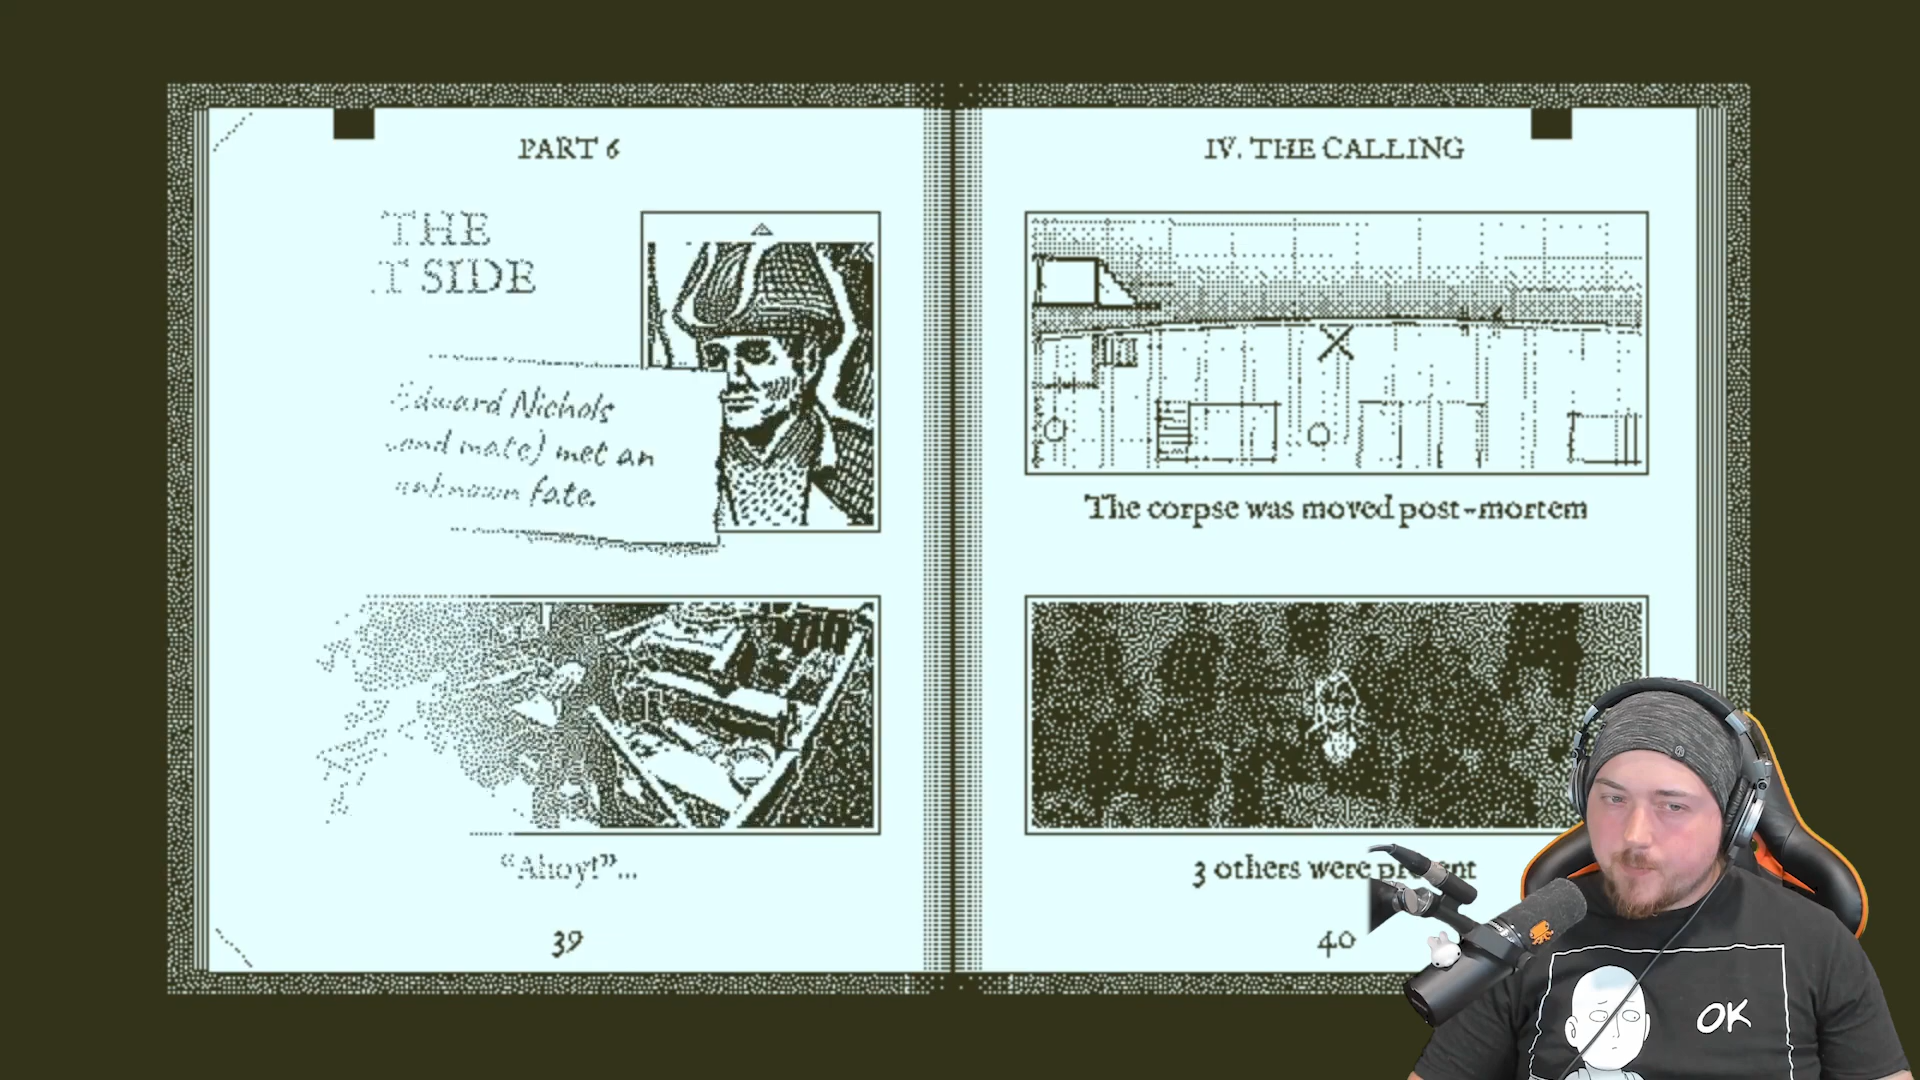 PART 6
THE
T SIDE
Edward Nichols
mate) met an
unknown fate.
"Ahoy!"...
39
IV. THE CALLING
The corpse was moved post-mortem
3 others were
40
OK